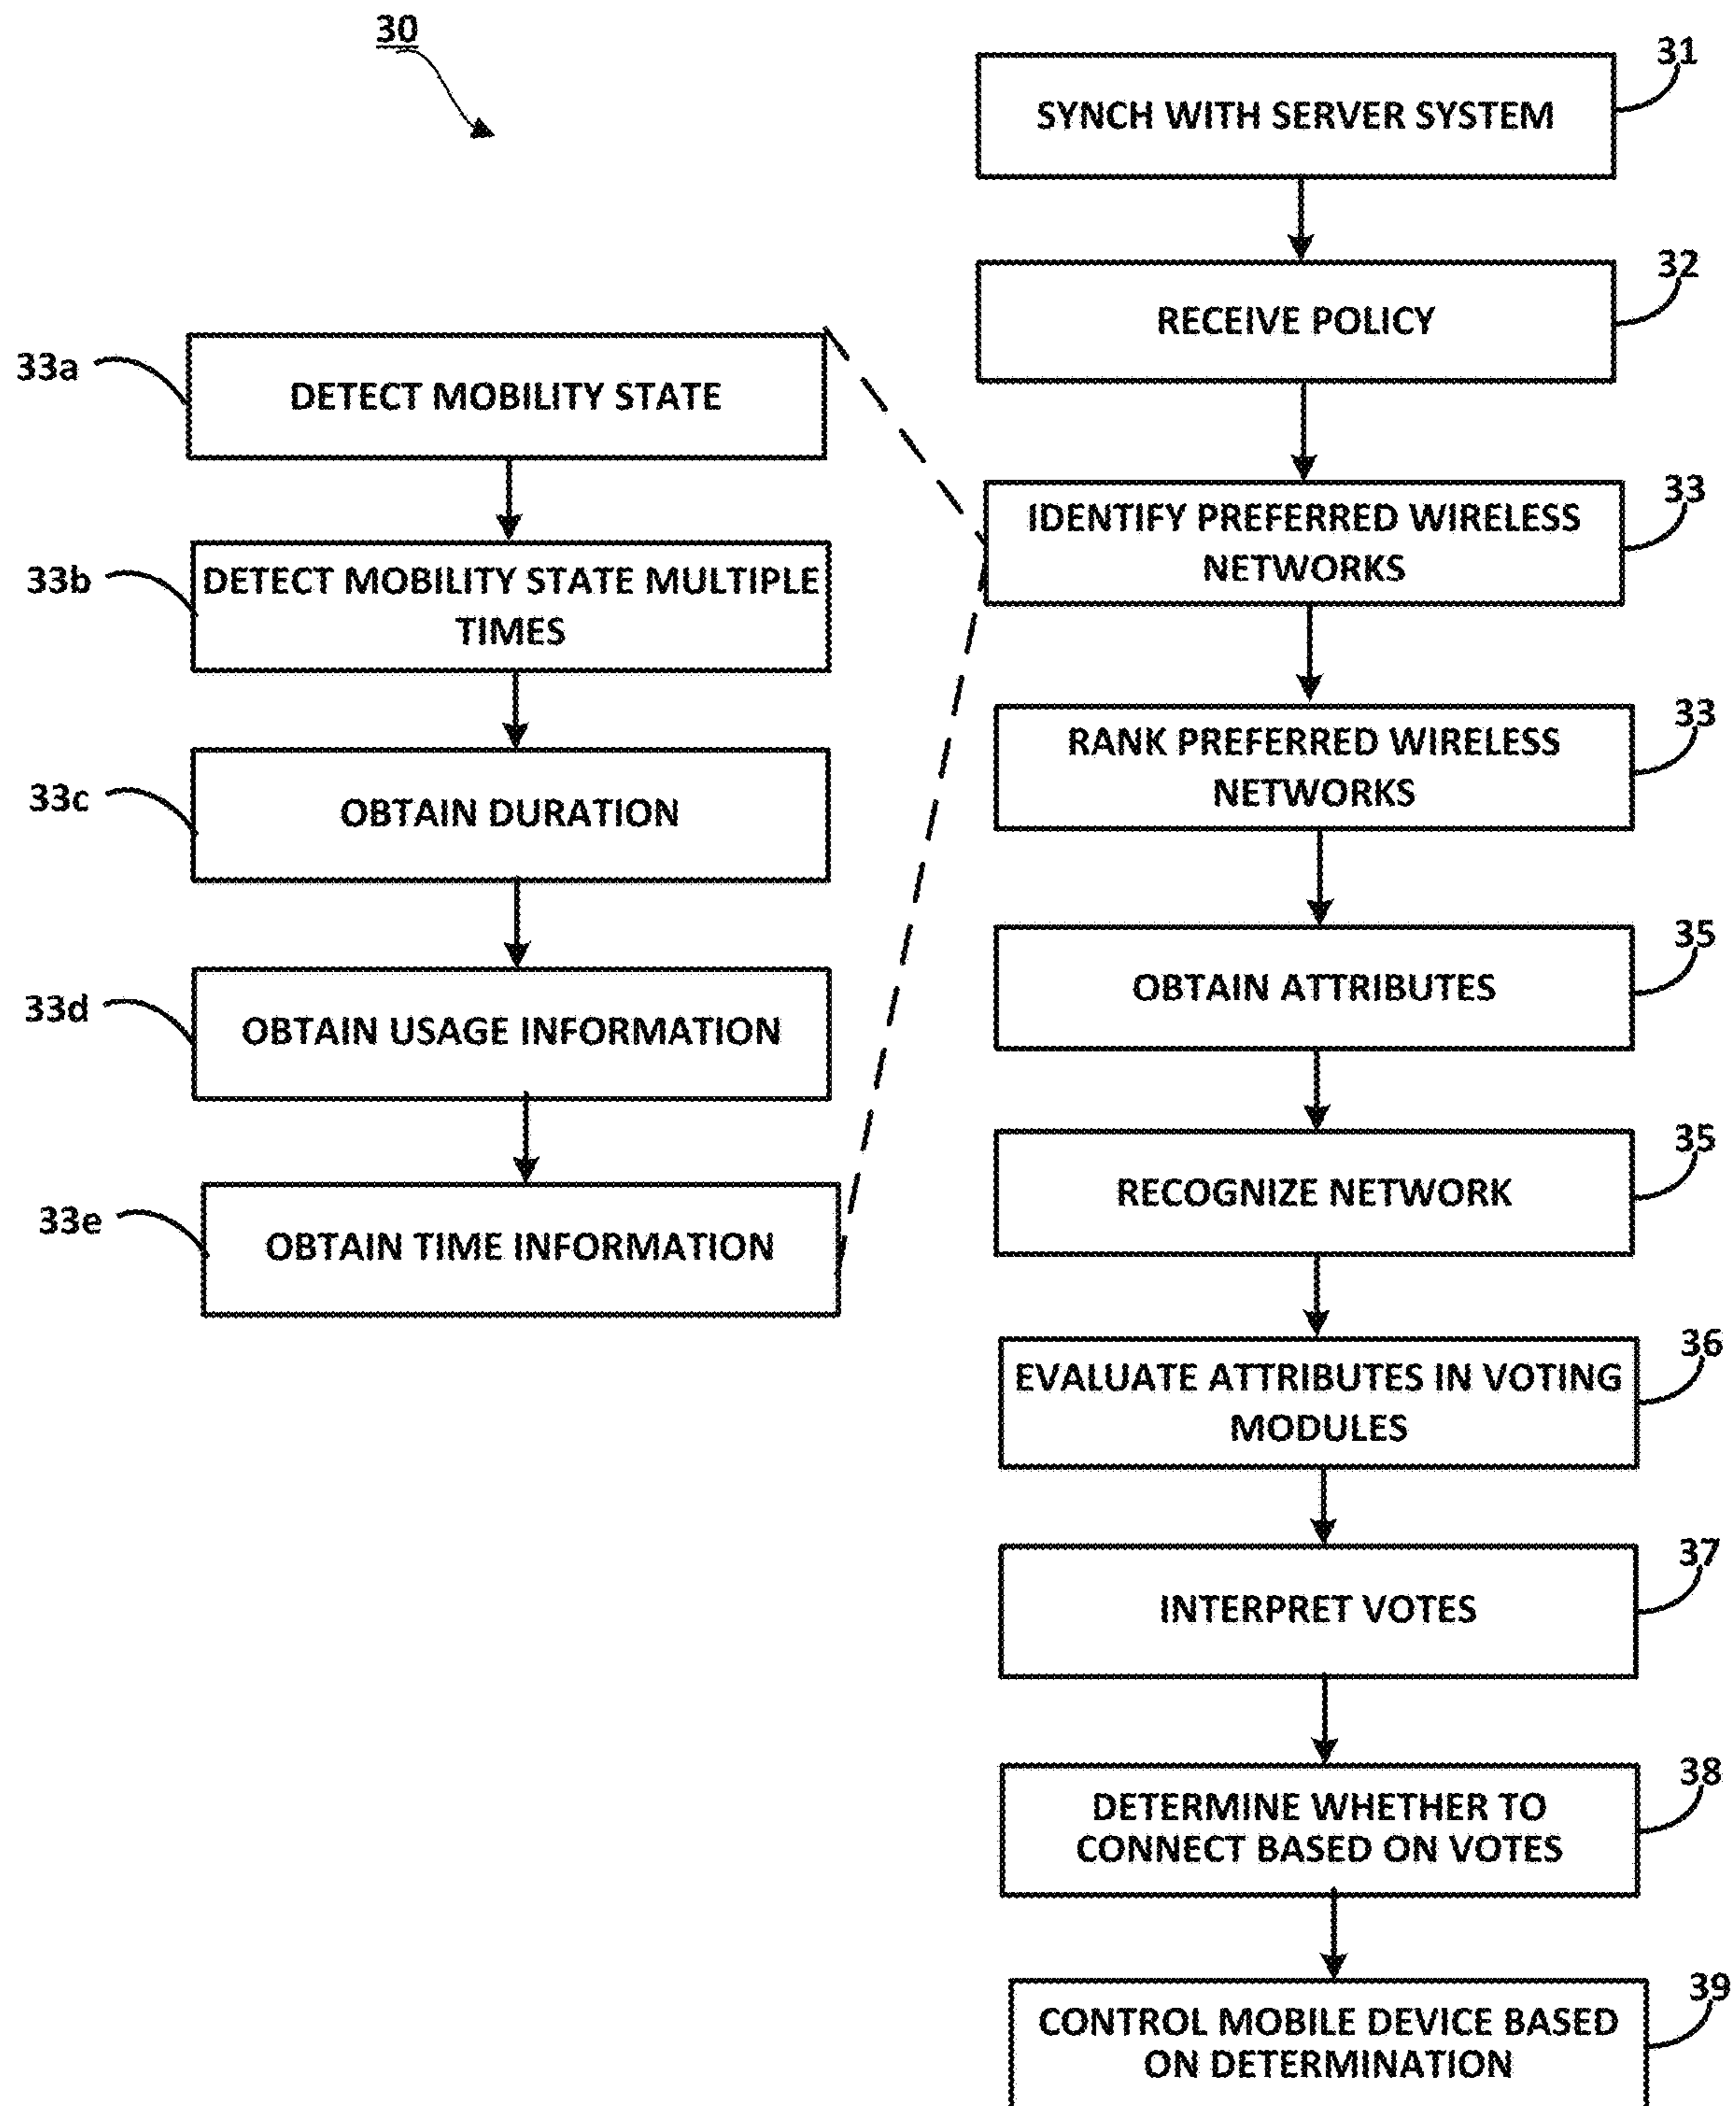 30
31
SYNCH WITH SERVER SYSTEM
32
RECEIVE POLICY
33
IDENTIFY PREFERRED WIRELESS
NETWORKS
33a
DETECT MOBILITY STATE
33b
DETECT MOBILITY STATE MULTIPLE
TIMES
33c
OBTAIN DURATION
33d
OBTAIN USAGE INFORMATION
33e
OBTAIN TIME INFORMATION
33
RANK PREFERRED WIRELESS
NETWORKS
35
OBTAIN ATTRIBUTES
35
RECOGNIZE NETWORK
36
EVALUATE ATTRIBUTES IN VOTING
MODULES
37
INTERPRET VOTES
38
DETERMINE WHETHER TO
CONNECT BASED ON VOTES
39
CONTROL MOBILE DEVICE BASED
ON DETERMINATION